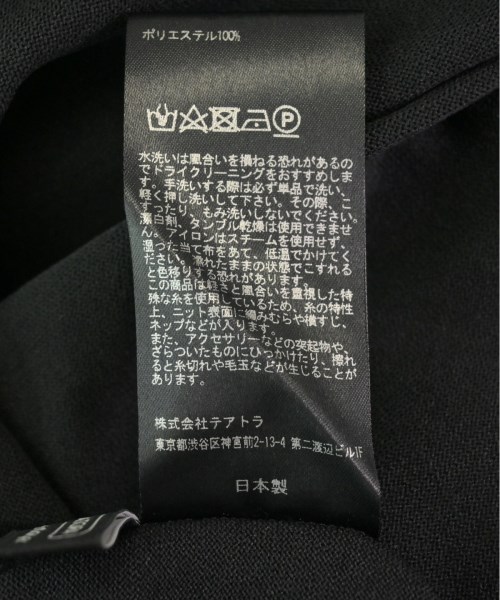 ポリエステル100%
P
水洗いは風合いを損ねる恐れがあるの
でドライクリーニングをおすすめしま
す。手洗いする際は必ず単品で洗い、
軽く押し洗いして下さい。その際、こ
すったり、もみ洗いしないでください。
漂白剤、タンブル乾燥は使用できませ
ん。アイロンはスチームを使用せず、
湿った当て布をあて、低温でかけてく
ださい。濡れたままの状態でこすれる
と色移りする恐れがあります。
この商品は軽さと風合いを重視した特
殊な糸を使用しているため、糸の特性
上、ニット表面に編みむらや横すじ、
ネップなどが入ります。
また、アクセサリーなどの突起物や、
ざらついたものにひっかけたり、擦れ
ると糸切れや毛玉などが生じることが
あります。
株式会社テアトラ
東京都渋谷区神宮前2-13-4 第二渡辺ビル1F
日本製